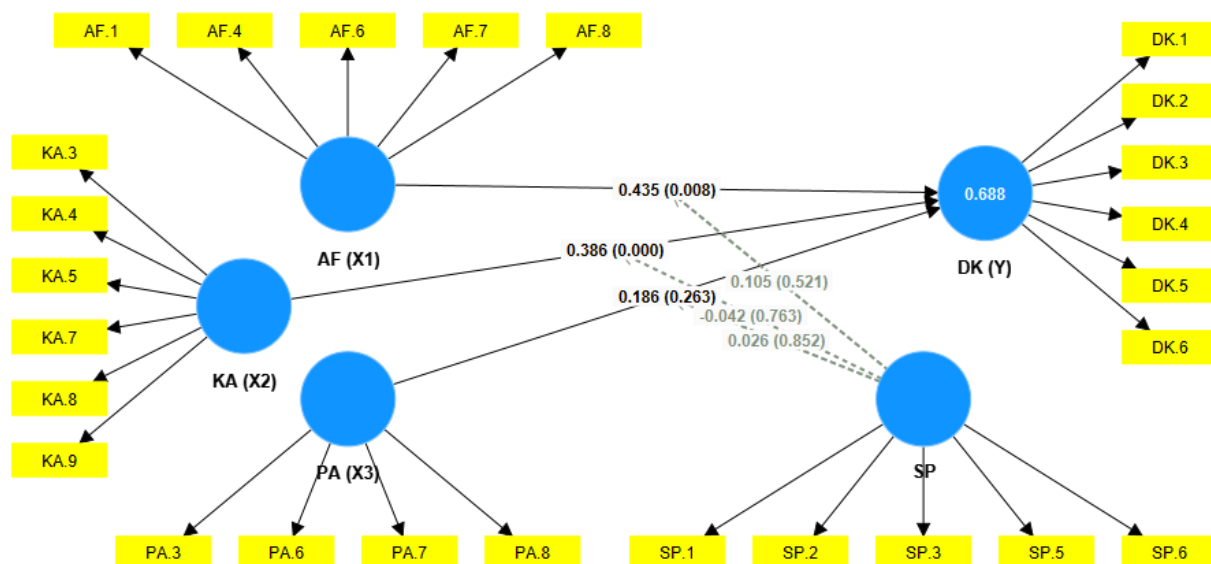 AF.1
AF.4
AF.6
AF.7
AF.8
DK.1
DK.2
DK.3
DK.4
DK.5
DK.6
KA.3
KA.4
KA.5
KA.7
KA.8
KA.9
AF (X1)
KA (X2)
PA (X3)
0.688
DK (Y)
SP
0.435 (0.008)
0.386 (0.000)
0.186 (0.263)
0.105 (0.521)
-0.042 (0.763)
0.026 (0.852)
PA.3
PA.6
PA.7
PA.8
SP.1
SP.2
SP.3
SP.5
SP.6